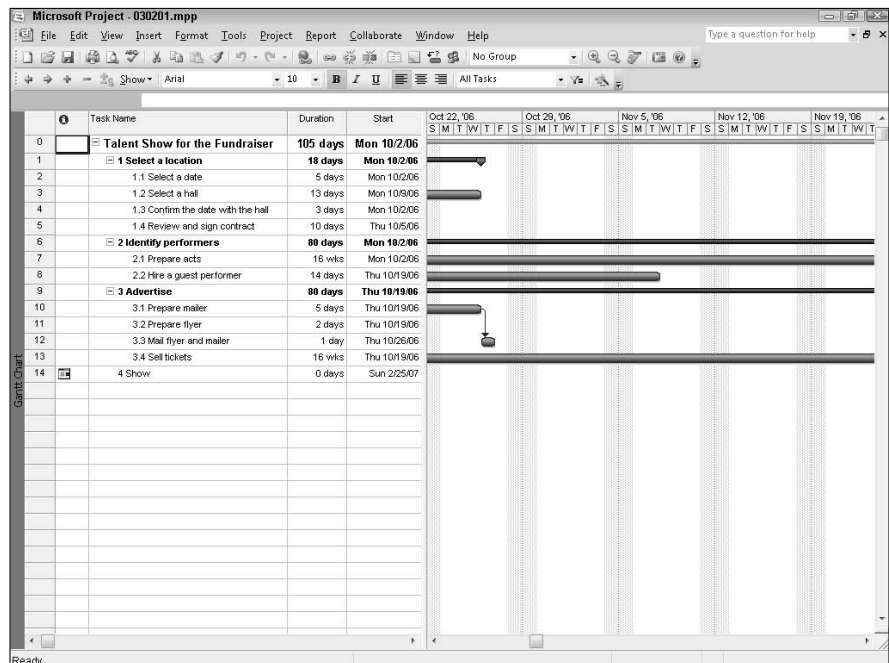 Microsoft Project - 030201.mpp
File Edit View Insert Format Tools Project Report Collaborate Window Help Type a question for help
No Group
Show Arial 10 B I U All Tasks
Task Name Duration Start Oct 22, '06 Oct 29, '06 Nov 5, '06 Nov 12, '06 Nov 19, '06
S M T W T F S S M T W T F S S M T W T F S S M T W T F S S M T W T
0 Talent Show for the Fundraiser 105 days Mon 10/2/06
1 1 Select a location 18 days Mon 10/2/06
2 1.1 Select a date 5 days Mon 10/2/06
3 1.2 Select a hall 13 days Mon 10/9/06
4 1.3 Confirm the date with the hall 3 days Mon 10/2/06
5 1.4 Review and sign contract 10 days Thu 10/5/06
6 2 Identify performers 80 days Mon 10/2/06
7 2.1 Prepare acts 16 wks Mon 10/2/06
8 2.2 Hire a guest performer 14 days Thu 10/19/06
9 3 Advertise 80 days Thu 10/19/06
10 3.1 Prepare mailer 5 days Thu 10/19/06
11 3.2 Prepare flyer 2 days Thu 10/19/06
12 3.3 Mail flyer and mailer 1 day Thu 10/26/06
13 3.4 Sell tickets 16 wks Thu 10/19/06
14 4 Show 0 days Sun 2/25/07
Gantt Chart
Ready